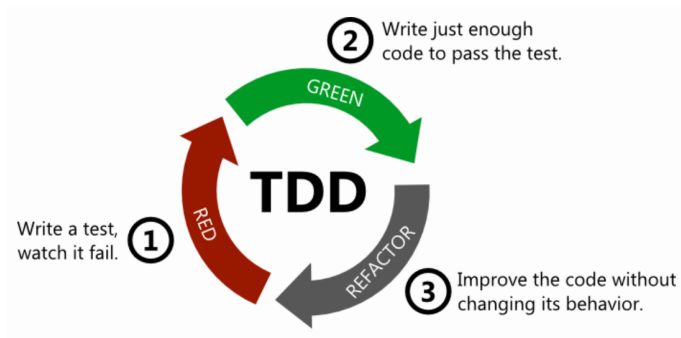 2
Write just enough
code to pass the test.
GREEN
TDD
RED
Write a test,
watch it fail.
1
REFACTOR
3
Improve the code without
changing its behavior.